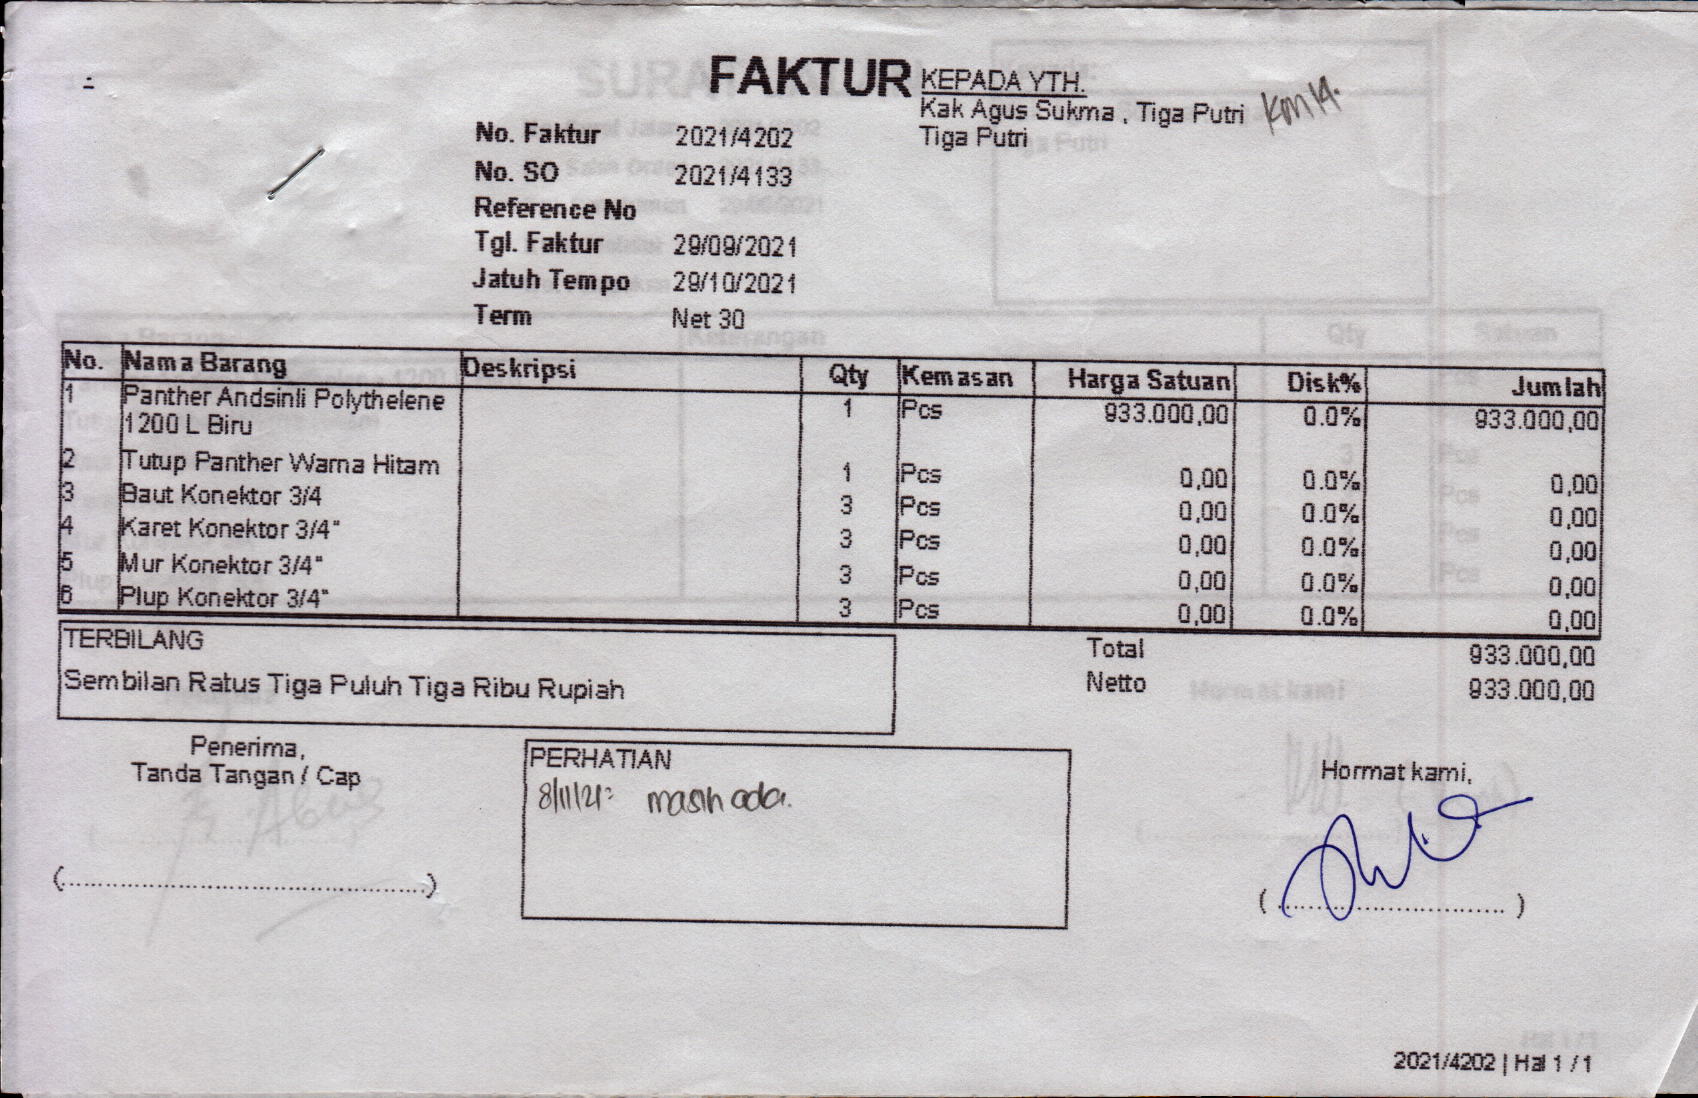 FAKTUR
KEPADA YTH.
Kak Agus Sukma , Tiga Putri
Tiga Putri
No. Faktur 2021/4202
No. SO 2021/4133
Reference No
Tgl. Faktur 29/09/2021
Jatuh Tempo 29/10/2021
Term Net 30
No. Nama Barang Deskripsi Qty Kemasan Harga Satuan Disk% Jumlah
1 Panther Andsinli Polythelene 1 Pcs 933.000,00 0.0% 933.000,00
1200 L Biru
2 Tutup Panther Warna Hitam 1 Pcs 0,00 0.0% 0,00
3 Baut Konektor 3/4 3 Pcs 0,00 0.0% 0,00
4 Karet Konektor 3/4" 3 Pcs 0,00 0.0% 0,00
5 Mur Konektor 3/4" 3 Pcs 0,00 0.0% 0,00
6 Plup Konektor 3/4" 3 Pcs 0,00 0.0% 0,00
TERBILANG
Sembilan Ratus Tiga Puluh Tiga Ribu Rupiah
Total 933.000,00
Netto 933.000,00
Penerima,
Tanda Tangan / Cap
(..............................................)
PERHATIAN
8/11/21: masih ada.
Hormat kami,
(..............................)
2021/4202 | Hal 1 / 1